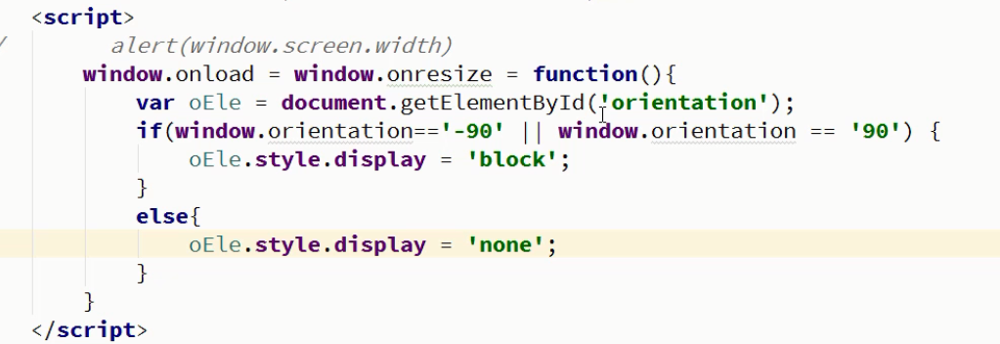 <script>
/ alert(window.screen.width)
window.onload = window.onresize = function(){
var oEle = document.getElementById('orientation');
if(window.orientation=='-90' || window.orientation == '90') {
oEle.style.display = 'block';
}
else{
oEle.style.display = 'none';
}
}
</script>